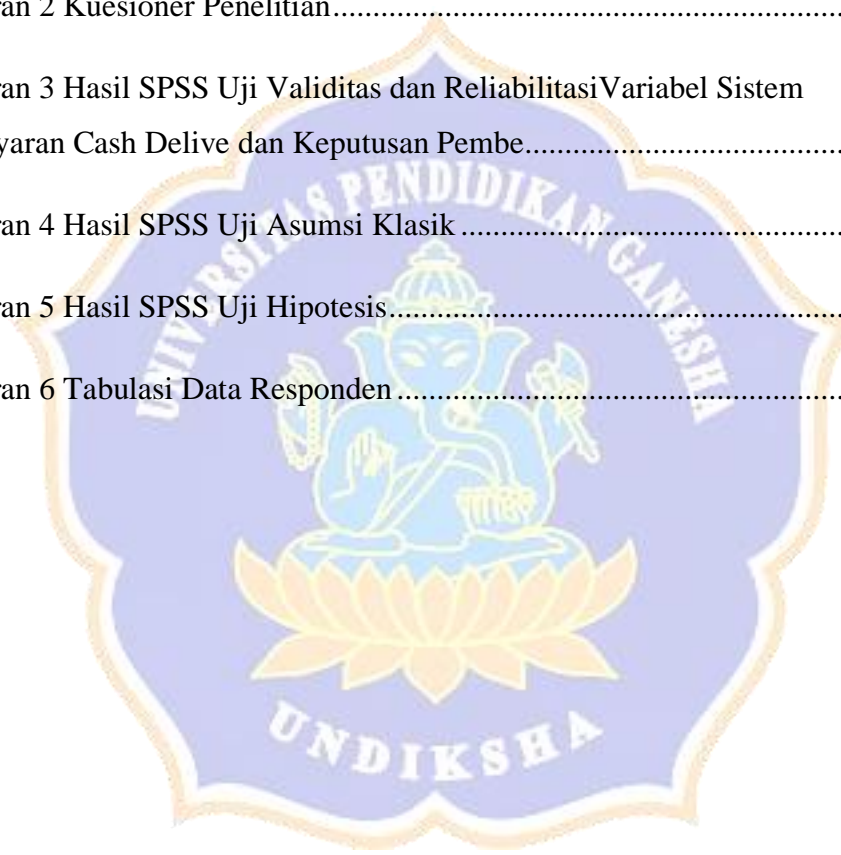 ran 2 Kuesioner Penelitian
ran 3 Hasil SPSS Uji Validitas dan ReliabilitasVariabel Sistem
yaran Cash Delive dan Keputusan Pembe
ran 4 Hasil SPSS Uji Asumsi Klasik
ran 5 Hasil SPSS Uji Hipotesis
ran 6 Tabulasi Data Responden
UNIVERSITAS PENDIDIKAN GANESHA
UNDIKSHA